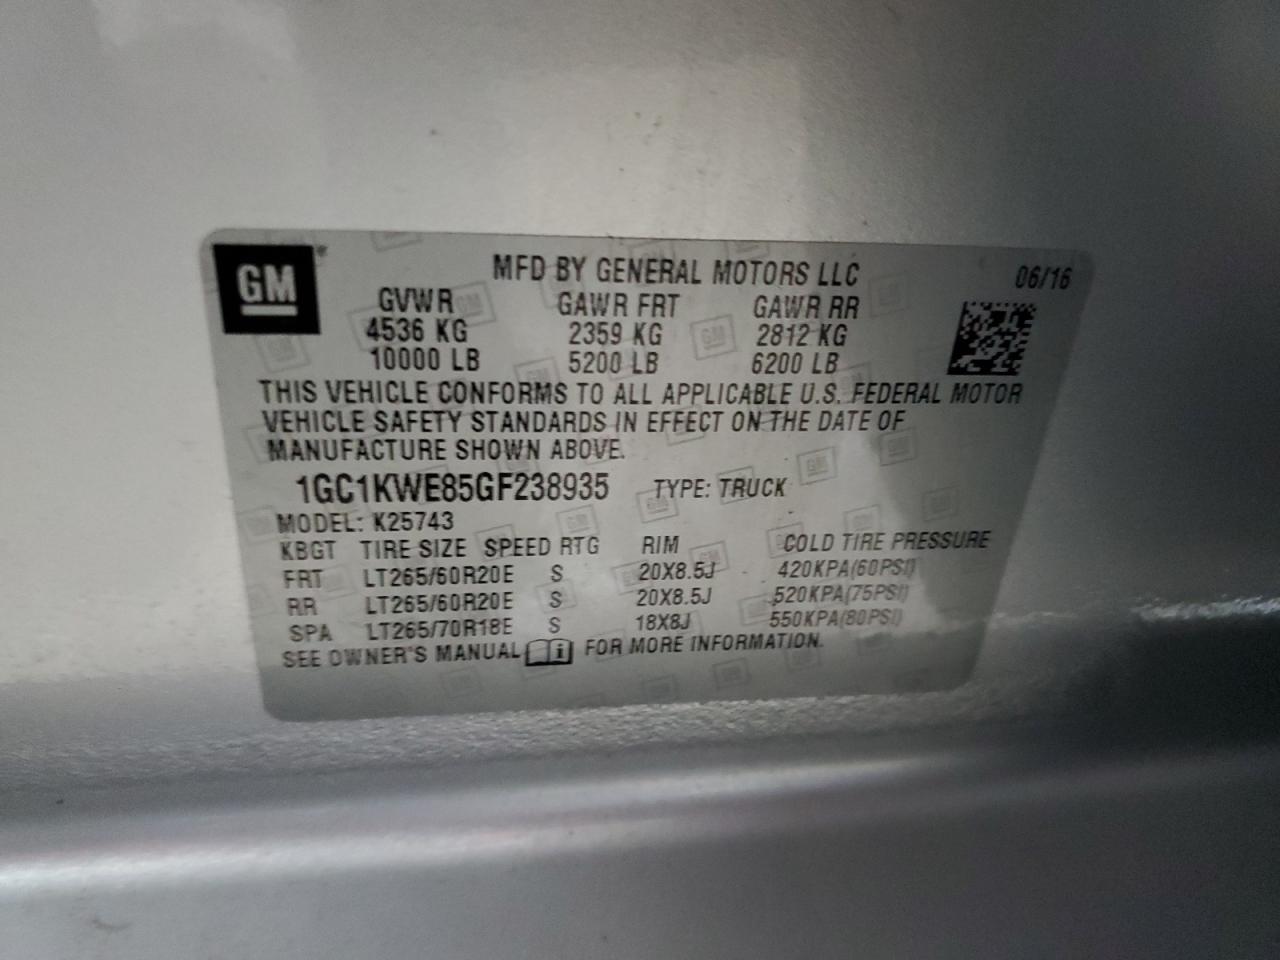 GM
MFD BY GENERAL MOTORS LLC 06/16
GVWR GAWR FRT GAWR RR
4536 KG 2359 KG 2812 KG
10000 LB 5200 LB 6200 LB
THIS VEHICLE CONFORMS TO ALL APPLICABLE U.S. FEDERAL MOTOR
VEHICLE SAFETY STANDARDS IN EFFECT ON THE DATE OF
MANUFACTURE SHOWN ABOVE.
1GC1KWE85GF238935 TYPE: TRUCK
MODEL: K25743
KBGT TIRE SIZE SPEED RTG RIM COLD TIRE PRESSURE
FRT LT265/60R20E S 20X8.5J 420KPA(60PSI)
RR LT265/60R20E S 20X8.5J 520KPA(75PSI)
SPA LT265/70R18E S 18X8J 550KPA(80PSI)
SEE OWNER'S MANUAL i FOR MORE INFORMATION.